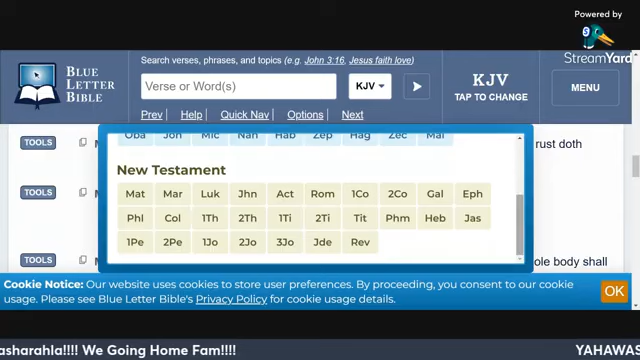 Powered by
S
StreamYard
Search verses, phrases, and topics (e.g. John 3:16, Jesus faith love)
BLUE
LETTER
BIBLE
Verse or Word(s)
KJV
KJV
TAP TO CHANGE
MENU
Prev Help Quick Nav Options Next
Oba Jon Mic Nah Hab Zep Hag Zec Mal
TOOLS
rust doth
New Testament
Mat Mar Luk Jhn Act Rom 1Co 2Co Gal Eph
TOOLS
Phl Col 1Th 2Th 1Ti 2Ti Tit Phm Heb Jas
1Pe 2Pe 1Jo 2Jo 3Jo Jde Rev
TOOLS
ole body shall
Cookie Notice: Our website uses cookies to store user preferences. By proceeding, you consent to our cookie
usage. Please see Blue Letter Bible's Privacy Policy for cookie usage details.
OK
asharahla!!!! We Going Home Fam!!!!
YAHAWAS